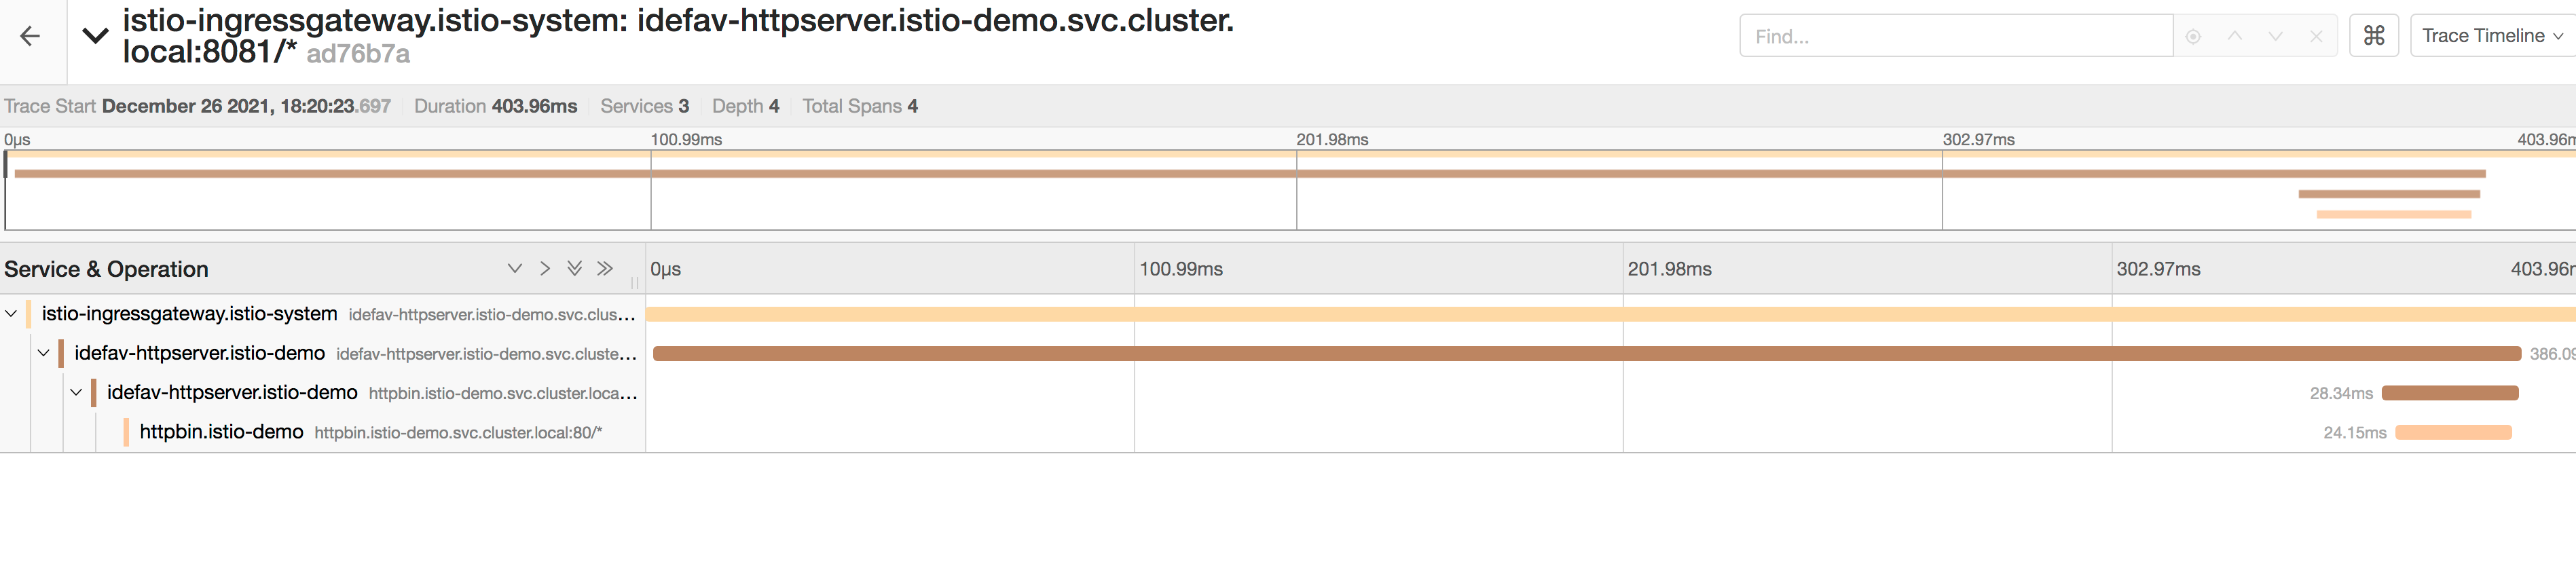 istio-ingressgateway.istio-system: idefav-httpserver.istio-demo.svc.cluster.
local:8081/* ad76b7a
Find...
⌘
Trace Timeline
Trace Start December 26 2021, 18:20:23.697 Duration 403.96ms Services 3 Depth 4 Total Spans 4
0μs 100.99ms 201.98ms 302.97ms 403.96m
Service & Operation 0μs 100.99ms 201.98ms 302.97ms 403.96m
istio-ingressgateway.istio-system idefav-httpserver.istio-demo.svc.clus...
idefav-httpserver.istio-demo idefav-httpserver.istio-demo.svc.cluste... 386.09
idefav-httpserver.istio-demo httpbin.istio-demo.svc.cluster.loca... 28.34ms
httpbin.istio-demo httpbin.istio-demo.svc.cluster.local:80/* 24.15ms